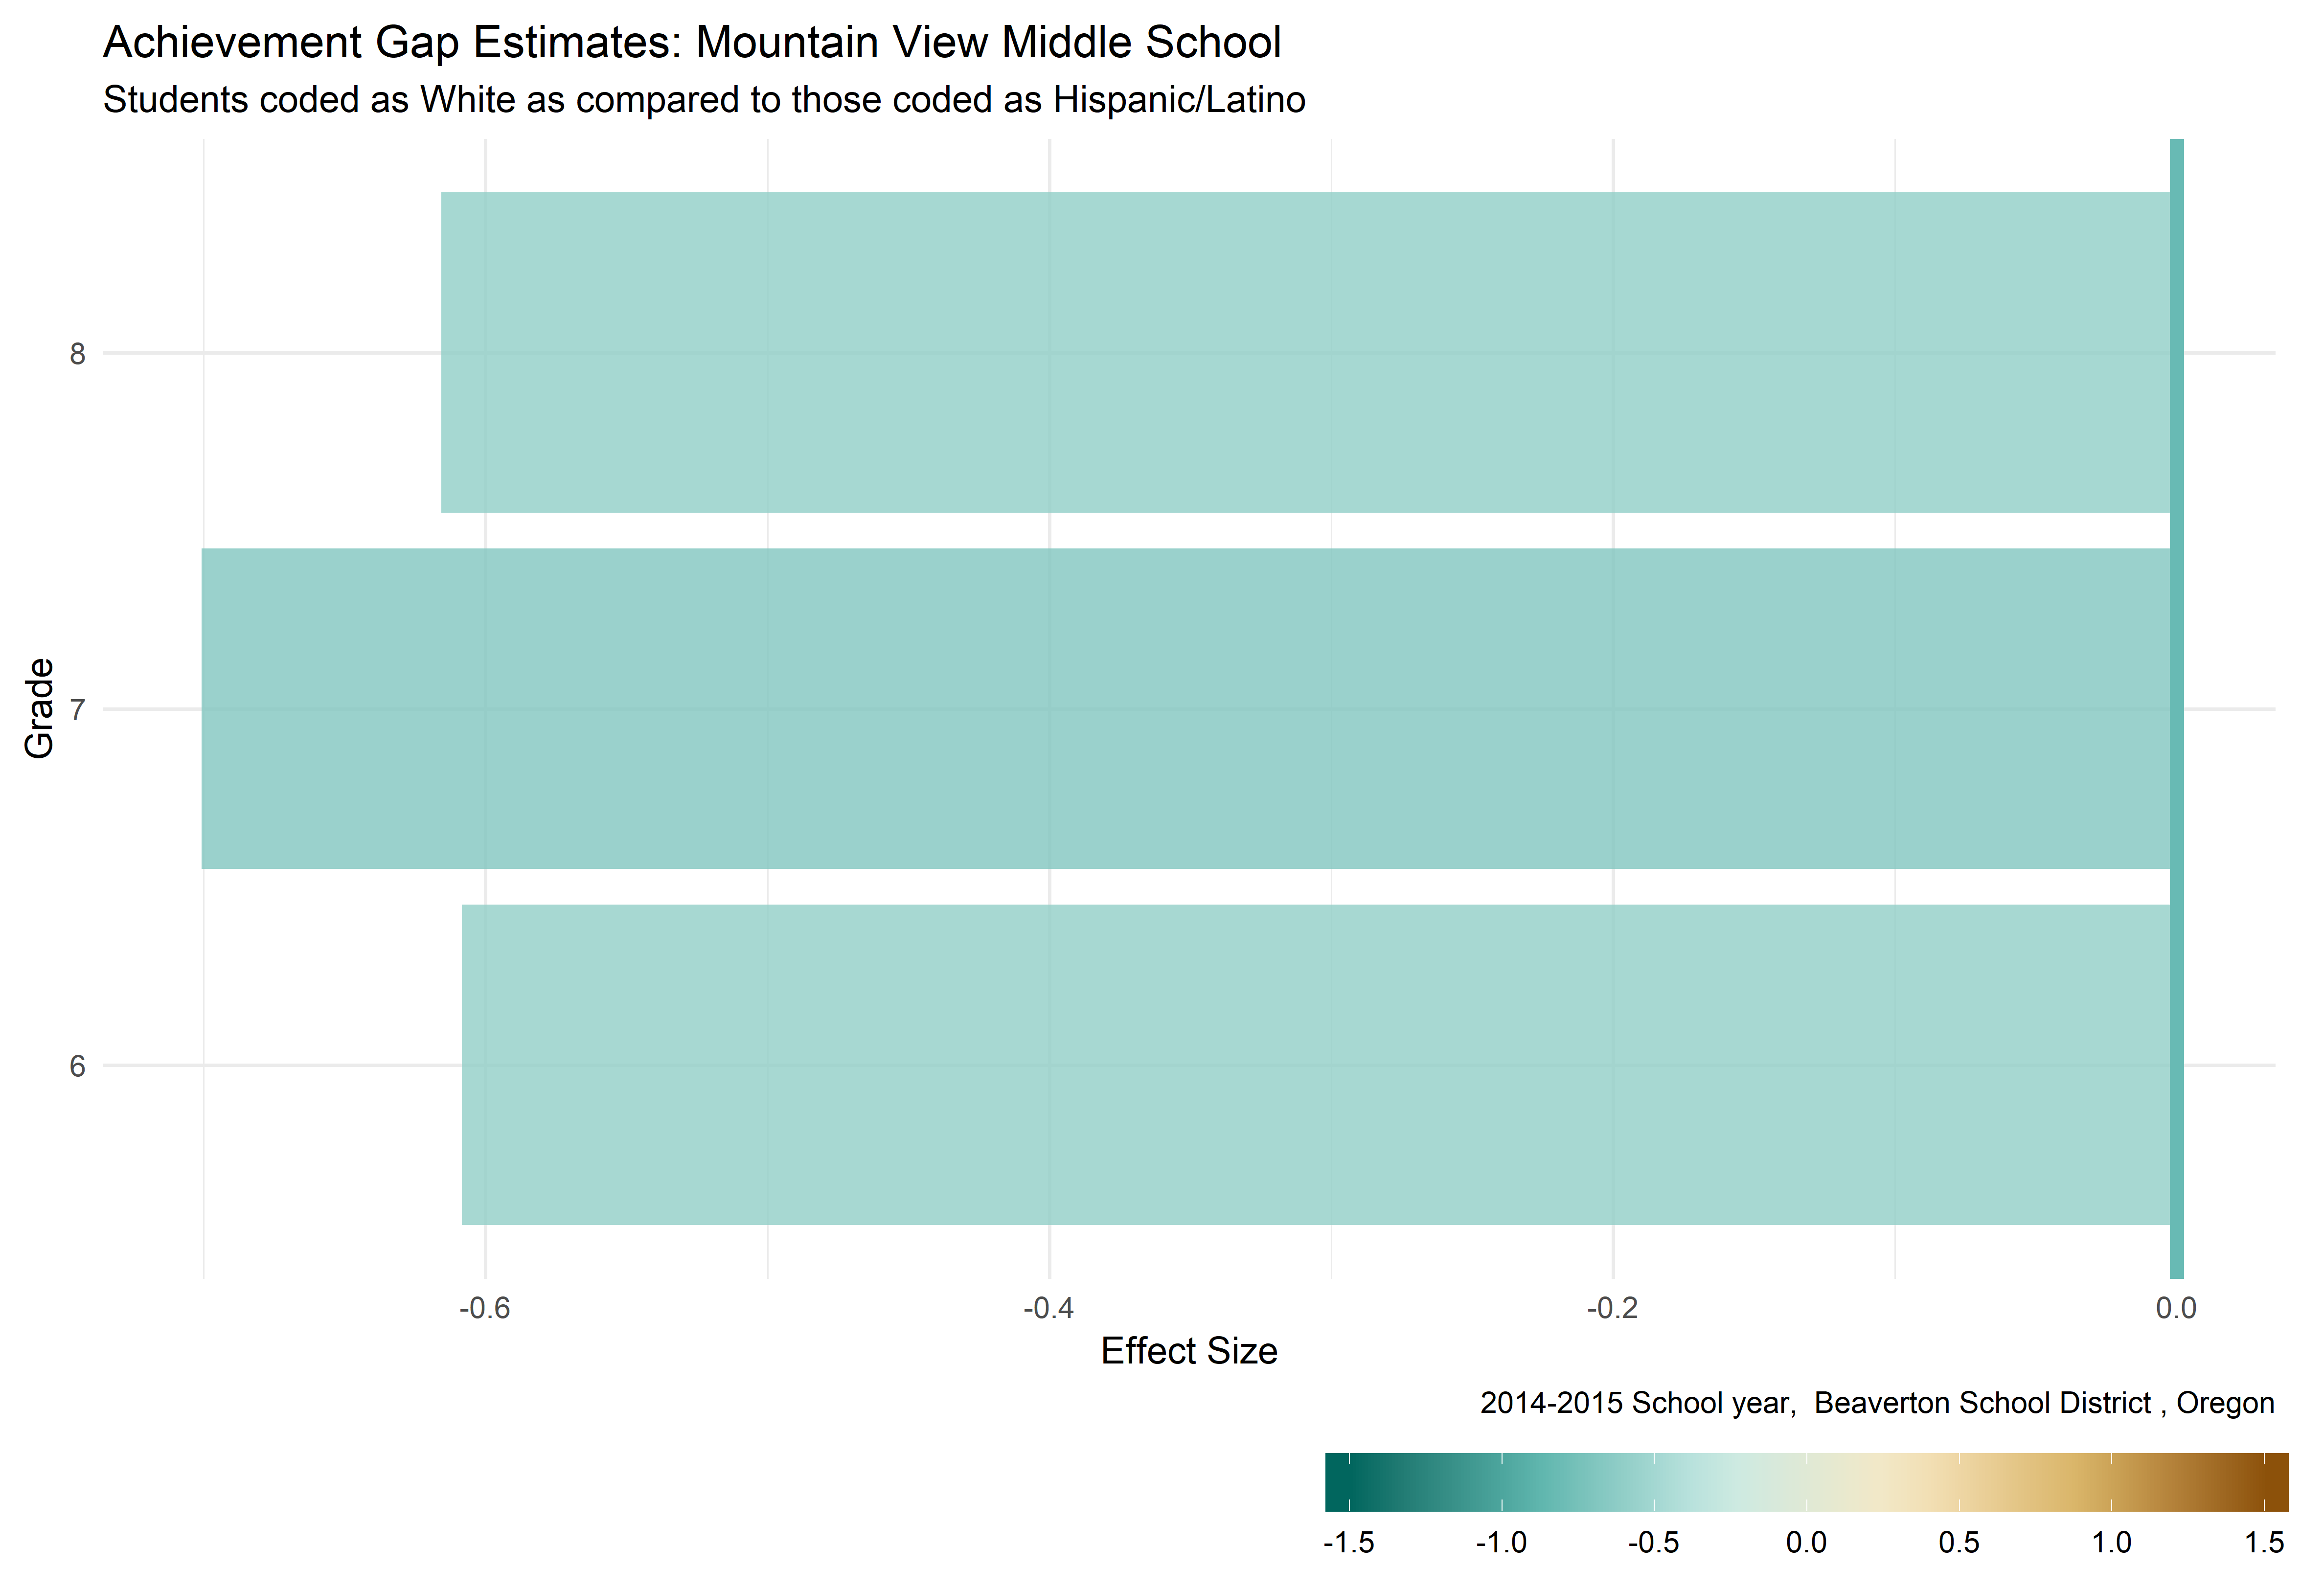 Achievement Gap Estimates: Mountain View Middle School
Students coded as White as compared to those coded as Hispanic/Latino
Grade
8
7
6
-0.6 -0.4 -0.2 0.0
Effect Size
2014-2015 School year,  Beaverton School District , Oregon
-1.5 -1.0 -0.5 0.0 0.5 1.0 1.5